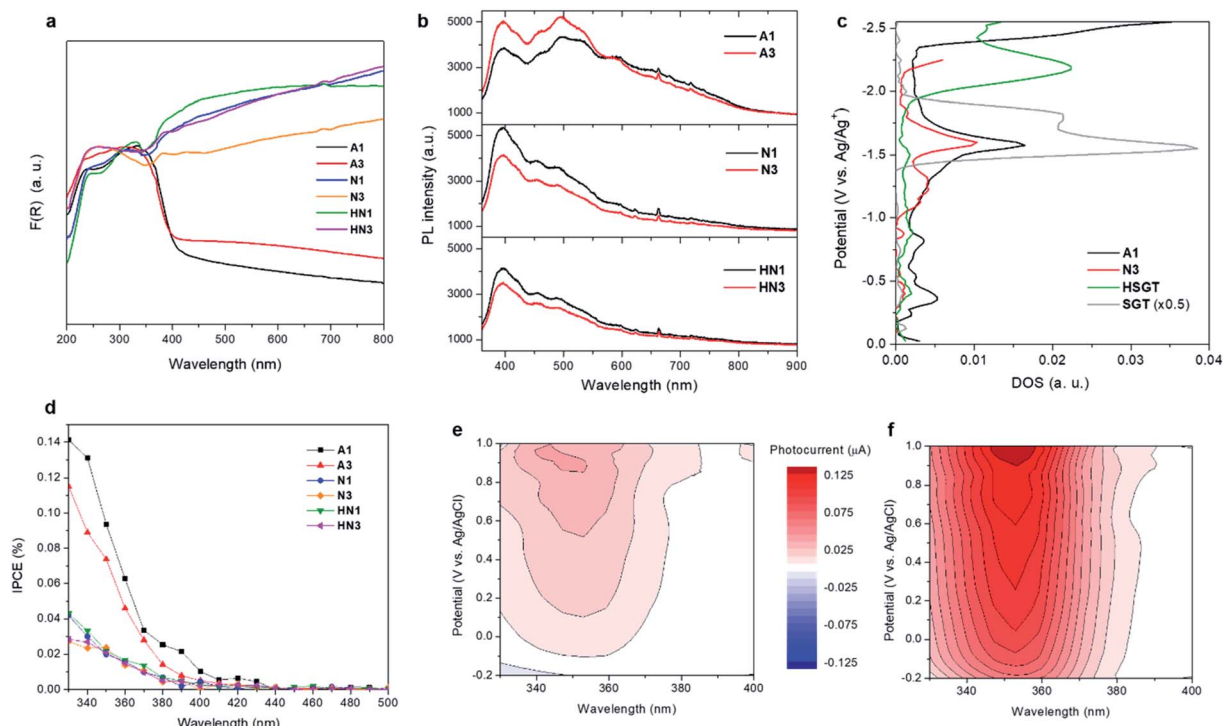 a
F(R) (a. u.)
A1
A3
N1
N3
HN1
HN3
200 300 400 500 600 700 800
Wavelength (nm)
b
5000
3000
1000
A1
A3
5000
3000
1000
N1
N3
5000
3000
1000
HN1
HN3
PL intensity (a.u.)
400 500 600 700 800 900
Wavelength (nm)
c
-2.5
-2.0
-1.5
-1.0
-0.5
-0.0
Potential (V vs. Ag/Ag+)
A1
N3
HSGT
SGT (x0.5)
0.00 0.01 0.02 0.03 0.04
DOS (a. u.)
d
0.14
0.12
0.10
0.08
0.06
0.04
0.02
0.00
IPCE (%)
A1
A3
N1
N3
HN1
HN3
340 360 380 400 420 440 460 480 500
Wavelength (nm)
e
1.0
0.8
0.6
0.4
0.2
0.0
-0.2
Potential (V vs. Ag/AgCl)
340 360 380 400
Wavelength (nm)
Photocurrent (μA)
0.125
0.075
0.025
-0.025
-0.075
-0.125
f
1.0
0.8
0.6
0.4
0.2
0.0
-0.2
Potential (V vs. Ag/AgCl)
340 360 380 400
Wavelength (nm)